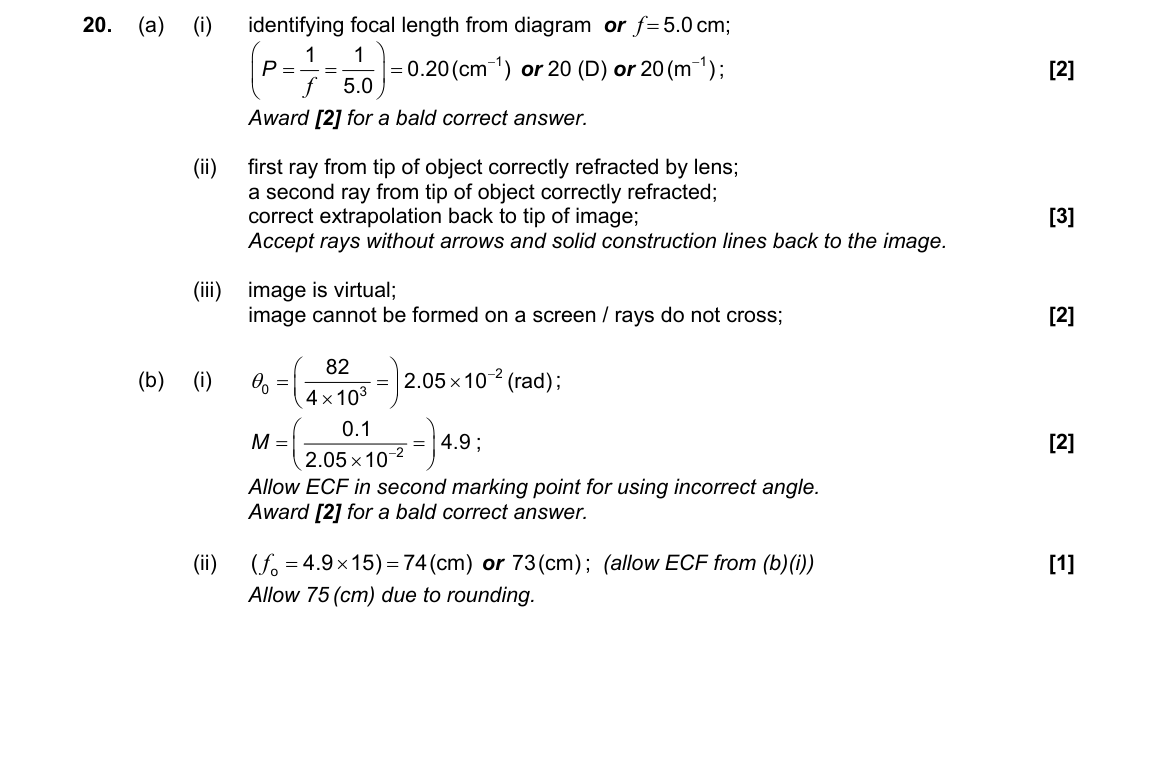 20. (a) (i) identifying focal length from diagram or f= 5.0 cm;
(P = 1/f = 1/5.0) = 0.20 (cm⁻¹) or 20 (D) or 20 (m⁻¹) ; [2]
Award [2] for a bald correct answer.
(ii) first ray from tip of object correctly refracted by lens;
a second ray from tip of object correctly refracted;
correct extrapolation back to tip of image; [3]
Accept rays without arrows and solid construction lines back to the image.
(iii) image is virtual;
image cannot be formed on a screen / rays do not cross; [2]
(b) (i) θ₀ = (82/(4 × 10³) =) 2.05 × 10⁻² (rad) ;
M = (0.1/(2.05 × 10⁻²) =) 4.9 ; [2]
Allow ECF in second marking point for using incorrect angle.
Award [2] for a bald correct answer.
(ii) (fₒ = 4.9 × 15) = 74 (cm) or 73 (cm) ; (allow ECF from (b)(i)) [1]
Allow 75 (cm) due to rounding.